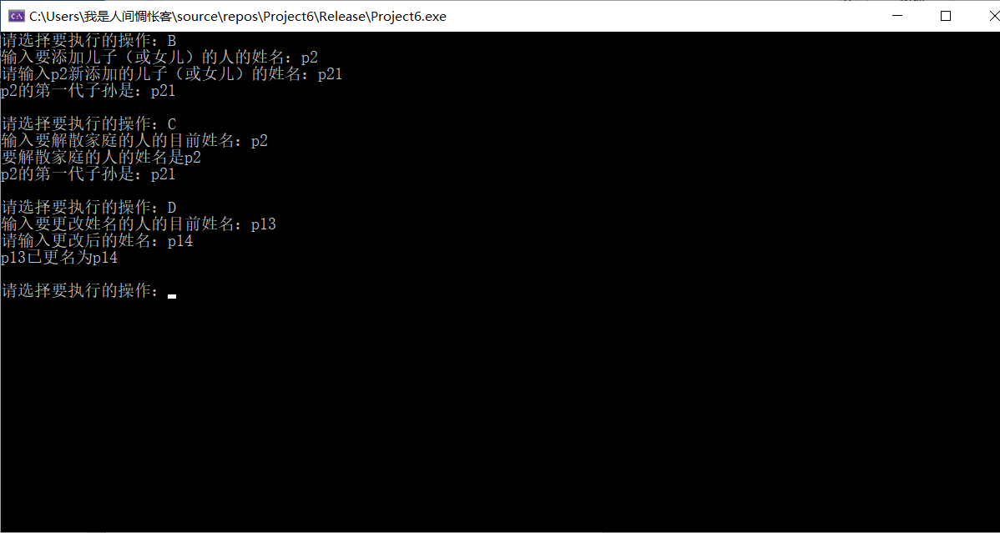 C:\Users\我是人间惆怅客\source\repos\Project6\Release\Project6.exe
请选择要执行的操作：B
输入要添加儿子（或女儿）的人的姓名：p2
请输入p2新添加的儿子（或女儿）的姓名：p21
p2的第一代子孙是：p21
请选择要执行的操作：C
输入要解散家庭的人的目前姓名：p2
要解散家庭的人的姓名是p2
p2的第一代子孙是：p21
请选择要执行的操作：D
输入要更改姓名的人的目前姓名：p13
请输入更改后的姓名：p14
p13已更名为p14
请选择要执行的操作：